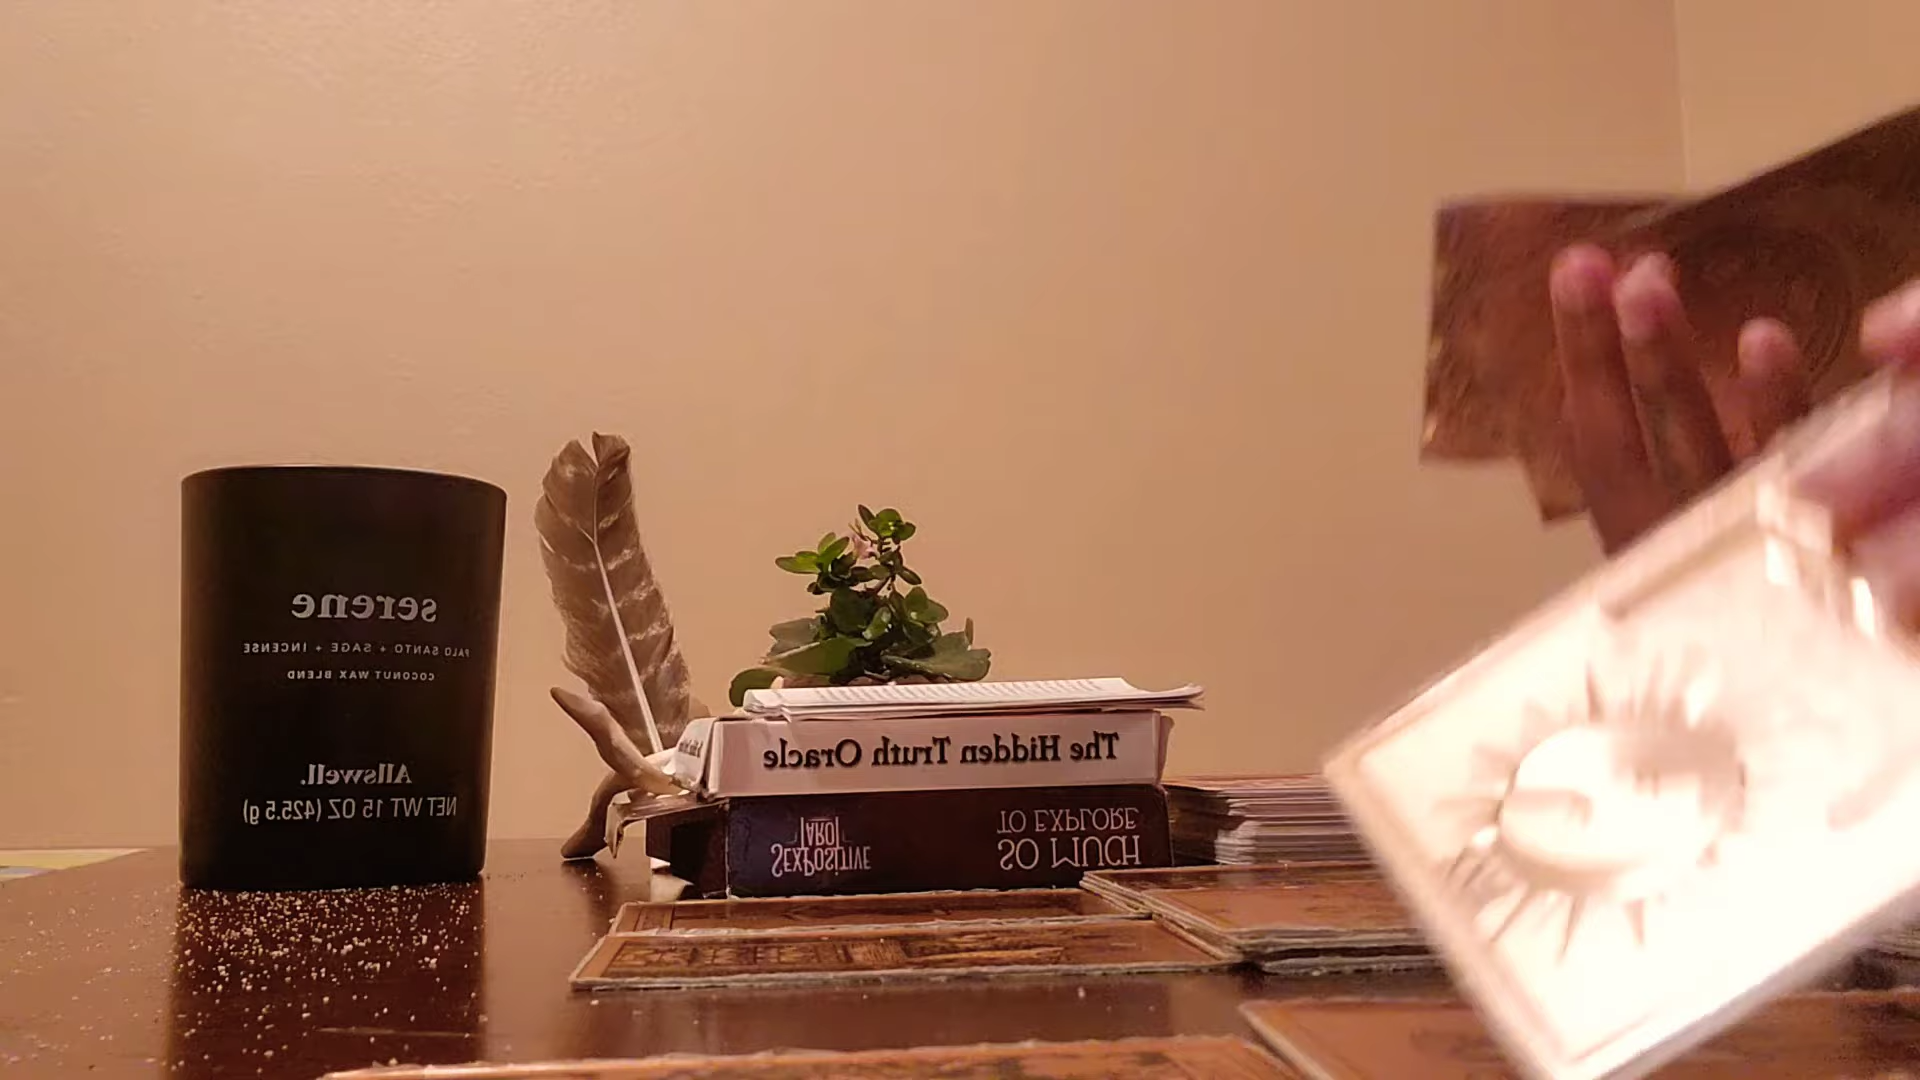 serene
PALO SANTO + SAGE + INCENSE
COCONUT WAX BLEND
Allswell.
NET WT 15 OZ (425.5 g)
The Hidden Truth Oracle
SEXPOSITIVE
TAROT
SO MUCH
TO EXPLORE